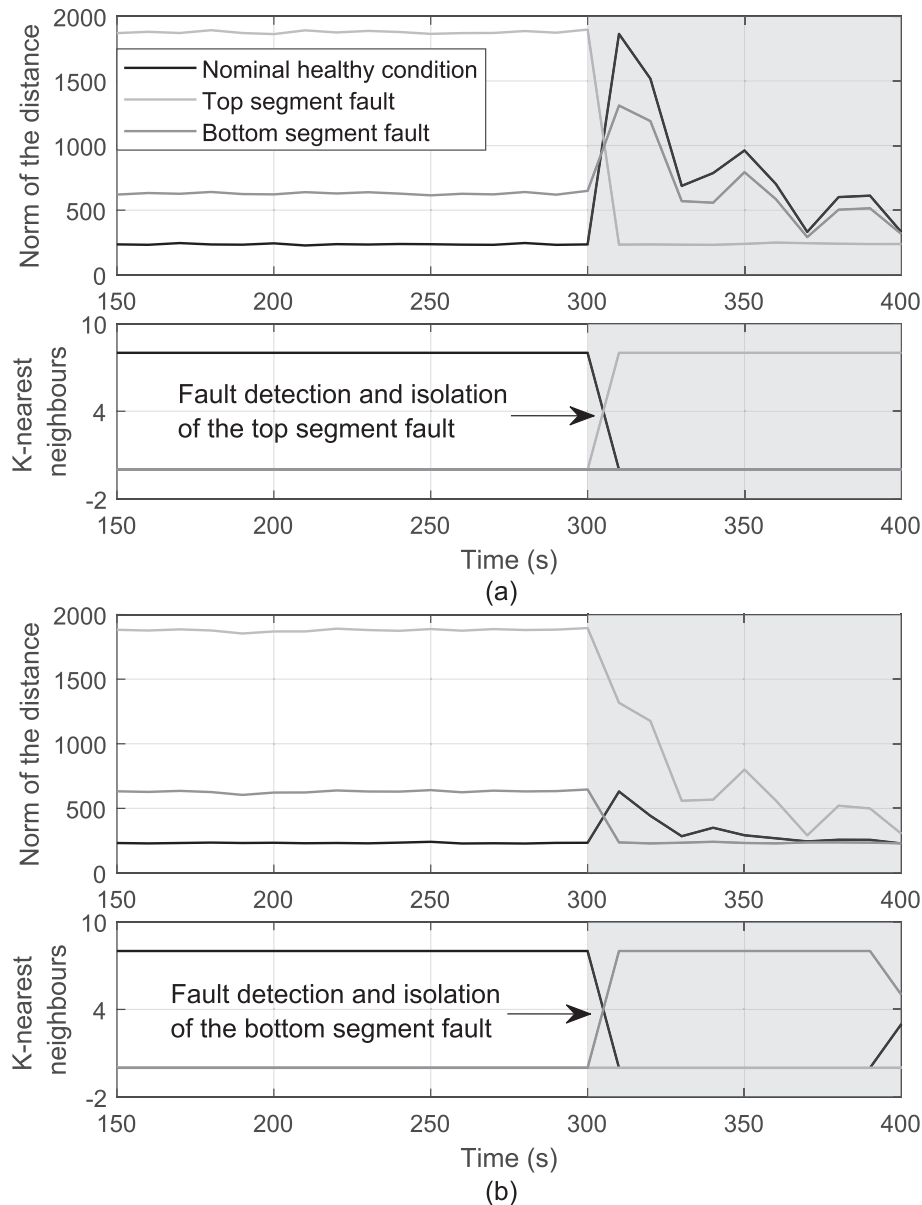 2000
1500
1000
500
0
Norm of the distance
Nominal healthy condition
Top segment fault
Bottom segment fault
150 200 250 300 350 400
10
4
-2
K-nearest
neighbours
Fault detection and isolation
of the top segment fault
150 200 250 300 350 400
Time (s)
(a)
2000
1500
1000
500
0
Norm of the distance
150 200 250 300 350 400
10
4
-2
K-nearest
neighbours
Fault detection and isolation
of the bottom segment fault
150 200 250 300 350 400
Time (s)
(b)